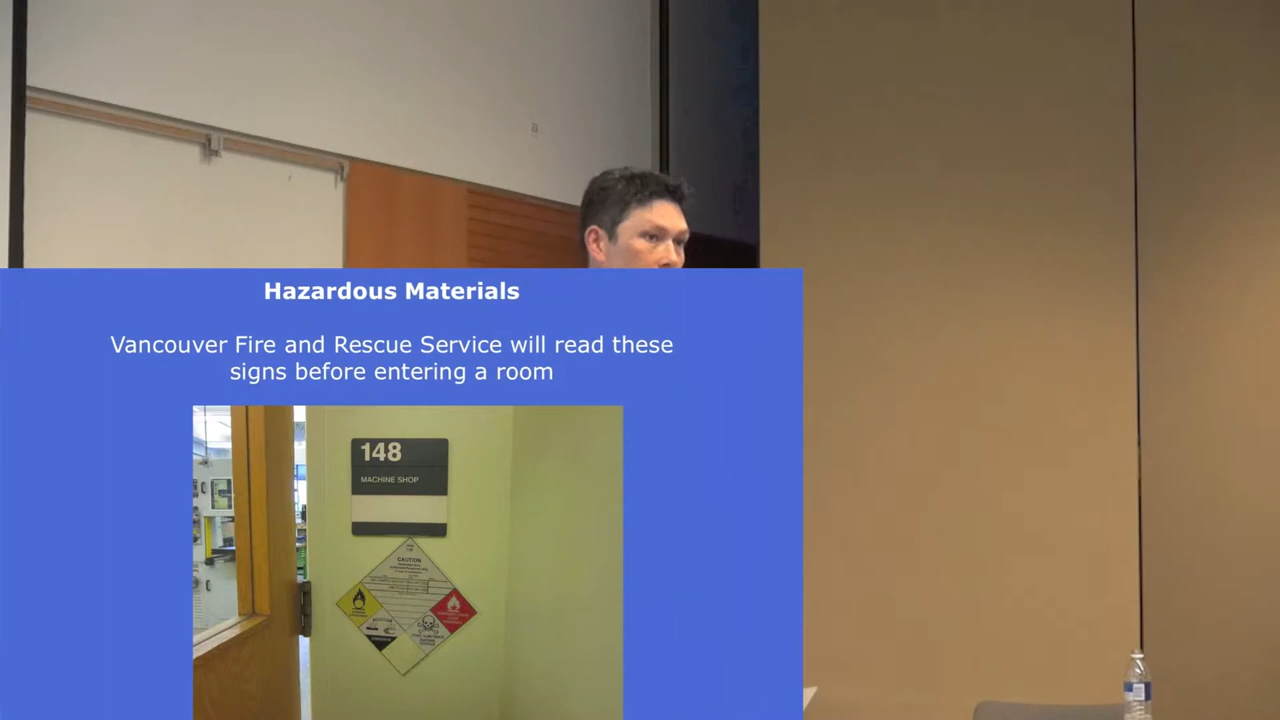 Hazardous Materials
Vancouver Fire and Rescue Service will read these
signs before entering a room
148
MACHINE SHOP
CAUTION